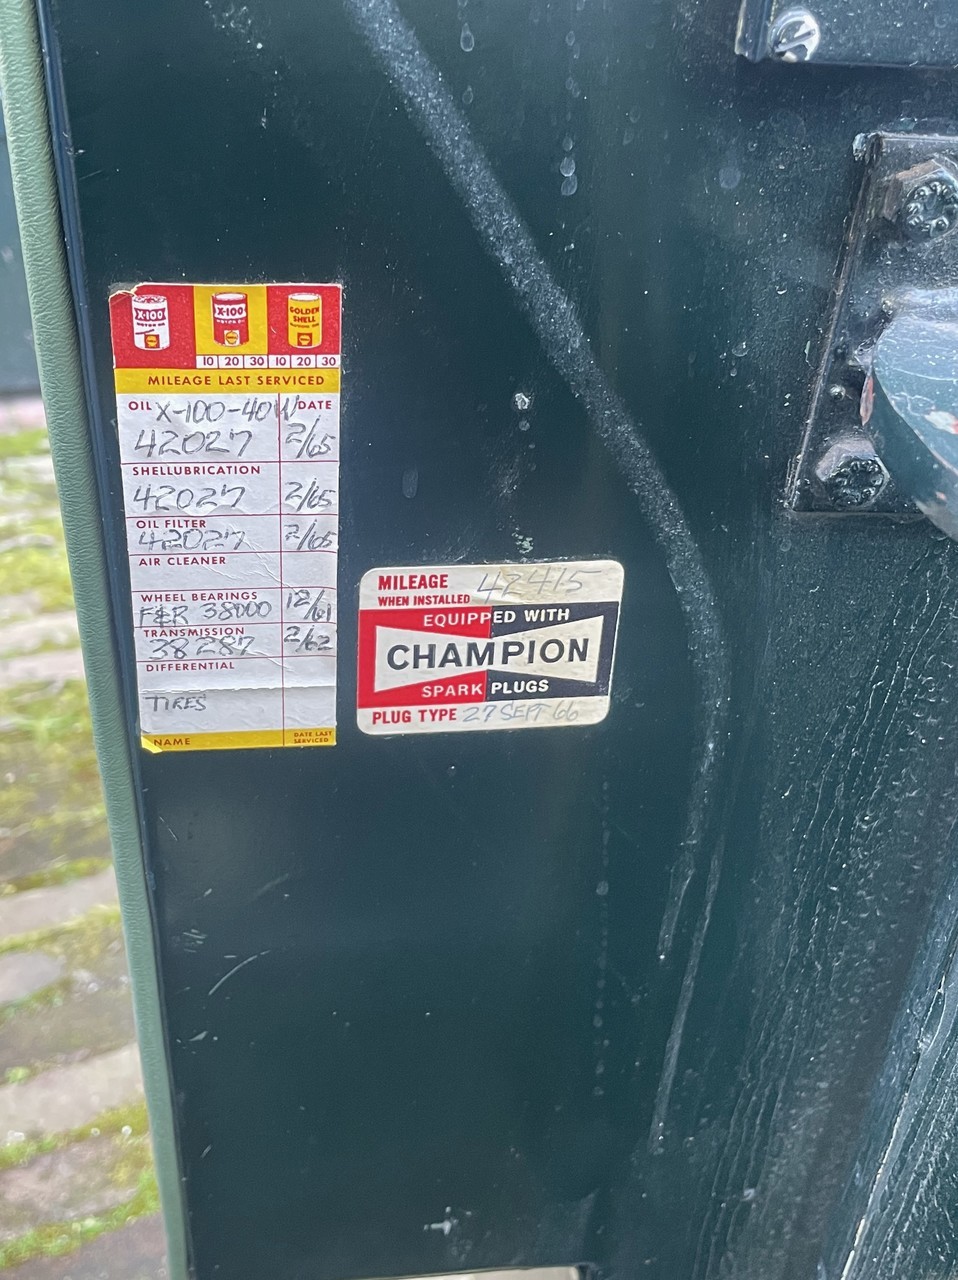 X-100
X-100
GOLDEN
SHELL
10 20 30 10 20 30
MILEAGE LAST SERVICED
OIL X-100-40W DATE
42027 2/65
SHELLUBRICATION
42027 2/65
OIL FILTER
42027 2/65
AIR CLEANER
WHEEL BEARINGS
F&R 38000 12/61
TRANSMISSION
38287 2/62
DIFFERENTIAL
TIRES
NAME DATE LAST
SERVICED
MILEAGE 42415
WHEN INSTALLED
EQUIPPED WITH
CHAMPION
SPARK PLUGS
PLUG TYPE 27 SEPT 66